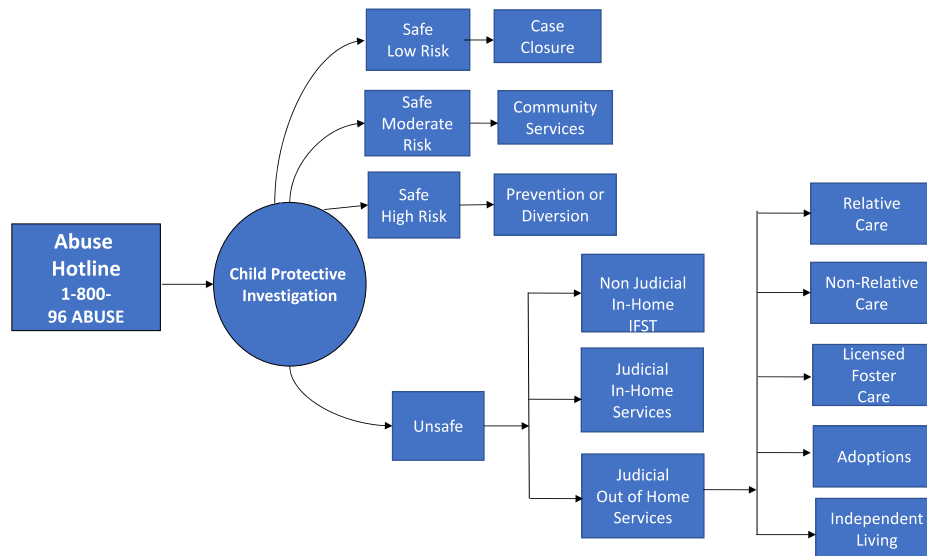 Safe
Low Risk
Case
Closure
Safe
Moderate
Risk
Community
Services
Safe
High Risk
Prevention or
Diversion
Abuse
Hotline
1-800-
96 ABUSE
Child Protective
Investigation
Unsafe
Non Judicial
In-Home
IFST
Judicial
In-Home
Services
Judicial
Out of Home
Services
Relative
Care
Non-Relative
Care
Licensed
Foster
Care
Adoptions
Independent
Living